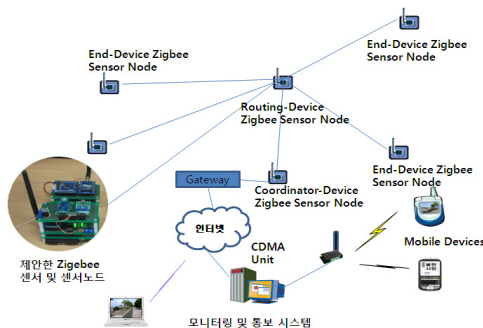 End-Device Zigbee
Sensor Node
End-Device Zigbee
Sensor Node
Routing-Device
Zigbee Sensor Node
End-Device Zigbee
Sensor Node
Gateway
Coordinator-Device
Zigbee Sensor Node
인터넷
CDMA
Unit
Mobile Devices
제안한 Zigebee
센서 및 센서노드
모니터링 및 통보 시스템